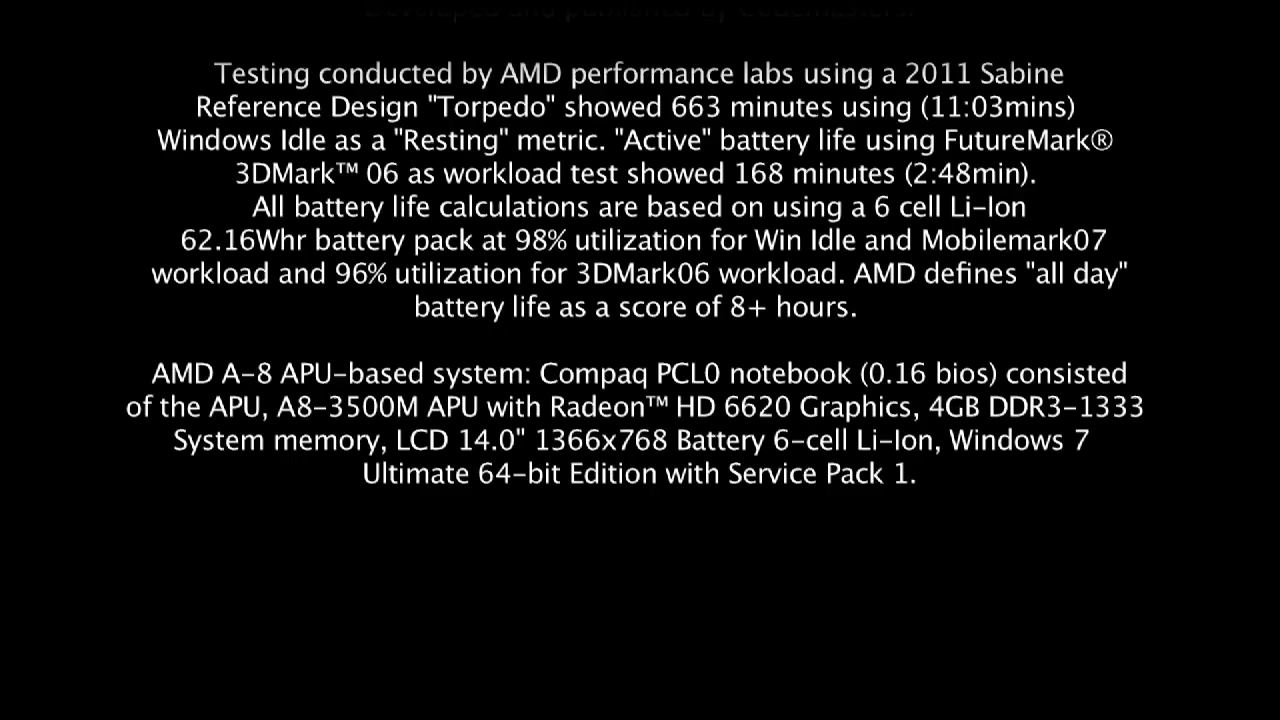 developed and published by Codemasters.
Testing conducted by AMD performance labs using a 2011 Sabine
Reference Design "Torpedo" showed 663 minutes using (11:03mins)
Windows Idle as a "Resting" metric. "Active" battery life using FutureMark®
3DMark™ 06 as workload test showed 168 minutes (2:48min).
All battery life calculations are based on using a 6 cell Li-Ion
62.16Whr battery pack at 98% utilization for Win Idle and Mobilemark07
workload and 96% utilization for 3DMark06 workload. AMD defines "all day"
battery life as a score of 8+ hours.
AMD A-8 APU-based system: Compaq PCL0 notebook (0.16 bios) consisted
of the APU, A8-3500M APU with Radeon™ HD 6620 Graphics, 4GB DDR3-1333
System memory, LCD 14.0" 1366x768 Battery 6-cell Li-Ion, Windows 7
Ultimate 64-bit Edition with Service Pack 1.